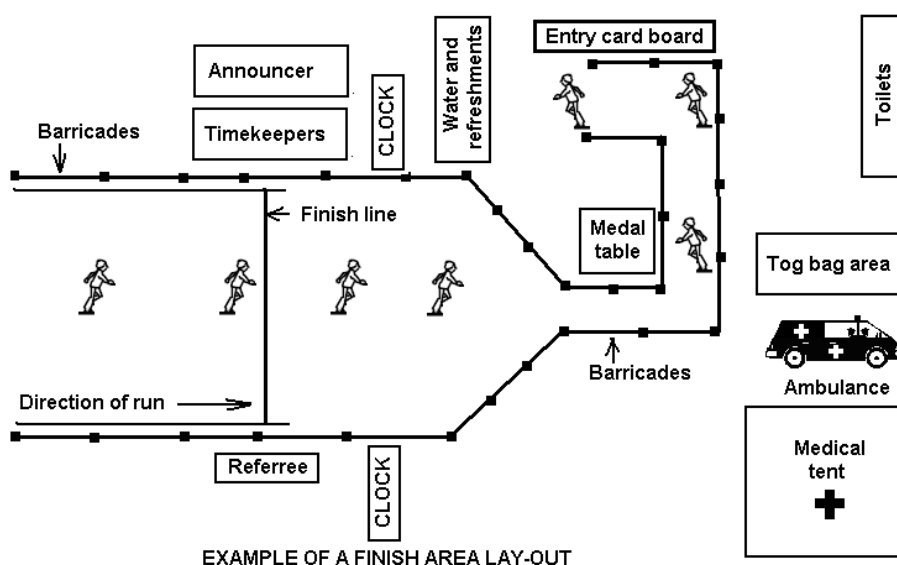 Entry card board
Announcer
Timekeepers
CLOCK
Water and
refreshments
Toilets
Barricades
Finish line
Medal
table
Tog bag area
Direction of run
Barricades
Ambulance
Referree
CLOCK
Medical
tent
EXAMPLE OF A FINISH AREA LAY-OUT